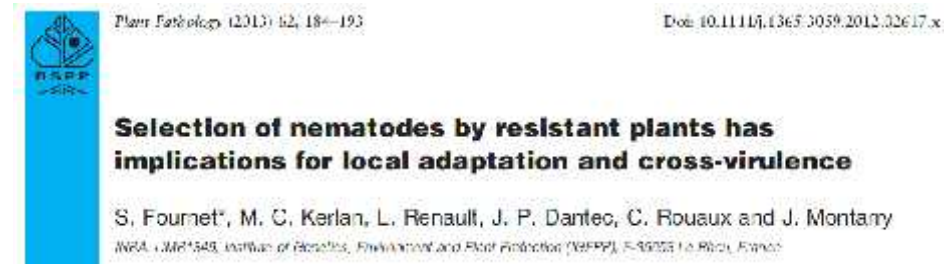 Plant Pathology (2013) 62, 184–193
Doi: 10.1111/j.1365-3059.2012.02617.x
BSPP
Selection of nematodes by resistant plants has
implications for local adaptation and cross-virulence
S. Fournet*, M. C. Kerlan, L. Renault, J. P. Dantec, C. Rouaux and J. Montarry
INRA, Institute of Genetics, Environment and Plant Protection (IGEPP), Le Rheu, France